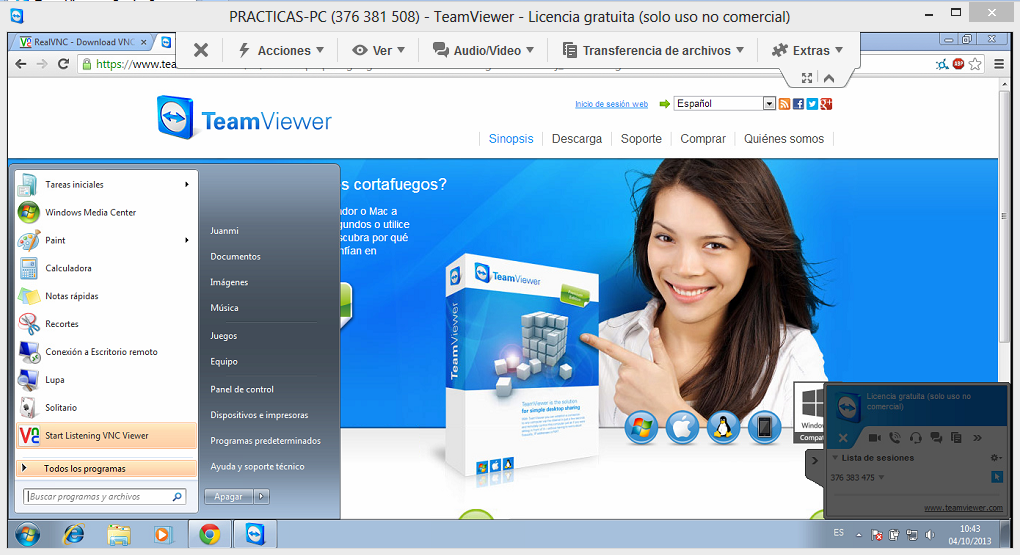 PRACTICAS-PC (376 381 508) - TeamViewer - Licencia gratuita (solo uso no comercial)
RealVNC - Download VNC
Acciones
Ver
Audio/Video
Transferencia de archivos
Extras
https://www.tea
TeamViewer
Inicio de sesión web
Español
Sinopsis
Descarga
Soporte
Comprar
Quiénes somos
s cortafuegos?
dor o Mac a
gundos o utilice
scubra por qué
nfían en
Tareas iniciales
Windows Media Center
Paint
Calculadora
Notas rápidas
Recortes
Conexión a Escritorio remoto
Lupa
Solitario
Start Listening VNC Viewer
Todos los programas
Buscar programas y archivos
Juanmi
Documentos
Imágenes
Música
Juegos
Equipo
Panel de control
Dispositivos e impresoras
Programas predeterminados
Ayuda y soporte técnico
Apagar
TeamViewer
TeamViewer
TeamViewer is the solution
for simple desktop sharing
Window
Compat
Licencia gratuita (solo uso no
comercial)
Lista de sesiones
376 383 475
www.teamviewer.com
ES
10:43
04/10/2013